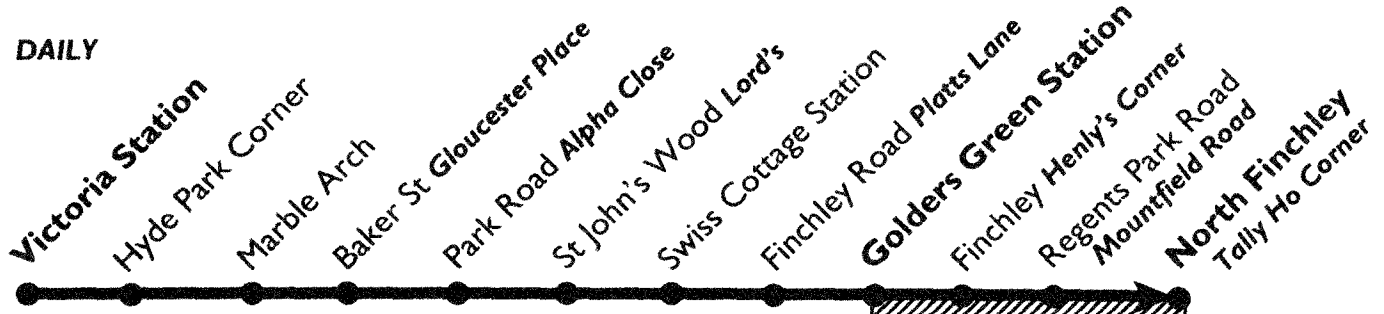 DAILY
Victoria Station
Hyde Park Corner
Marble Arch
Baker St Gloucester Place
Park Road Alpha Close
St John's Wood Lord's
Swiss Cottage Station
Finchley Road Platts Lane
Golders Green Station
Finchley Henly's Corner
Regents Park Road
Mountfield Road
North Finchley
Tally Ho Corner